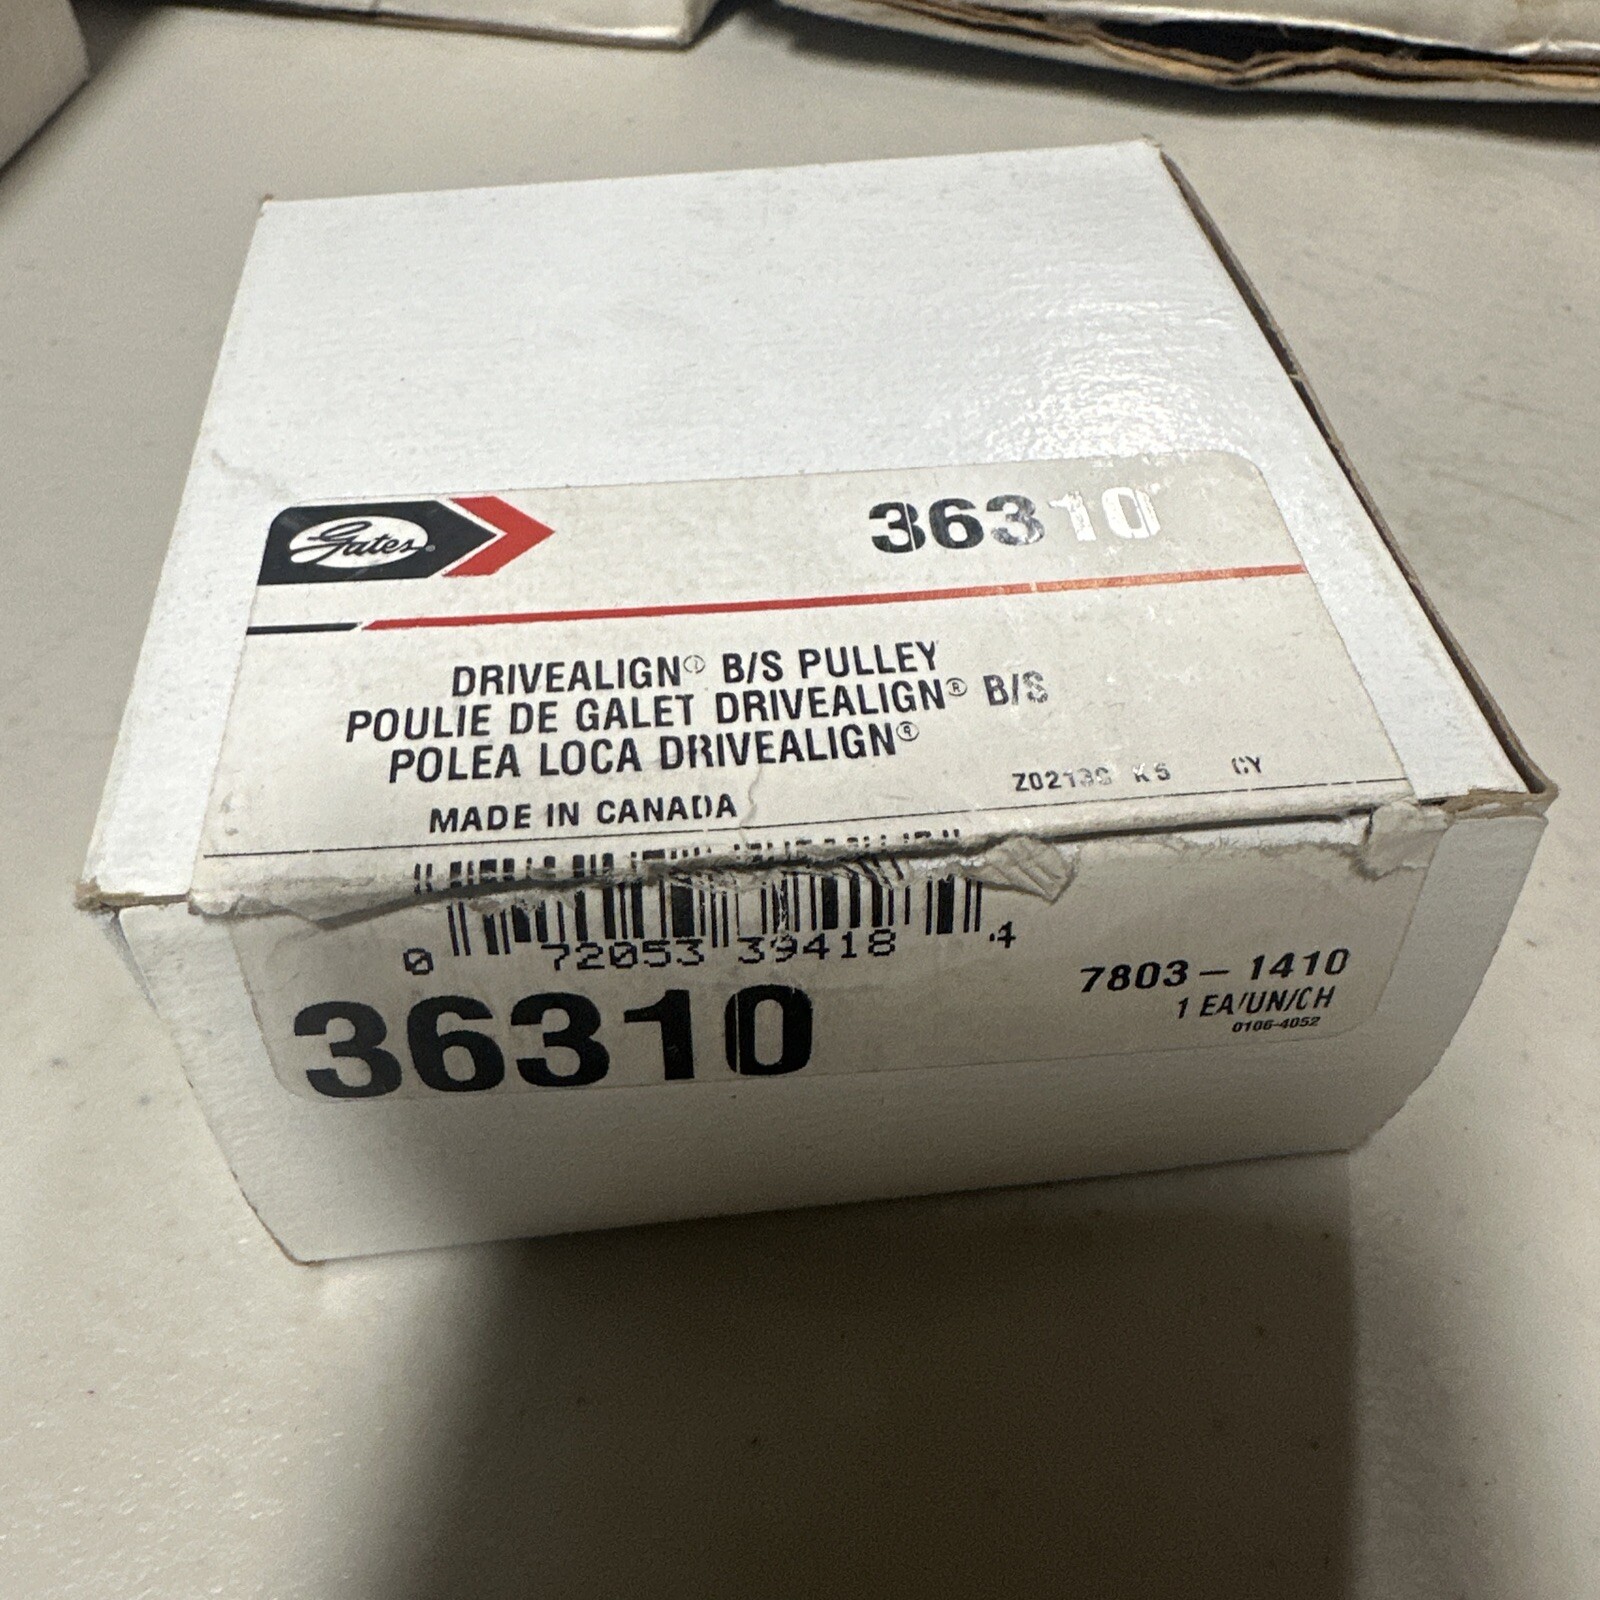 Gates®
36310
DRIVEALIGN® B/S PULLEY
POULIE DE GALET DRIVEALIGN® B/S
POLEA LOCA DRIVEALIGN®
CY
MADE IN CANADA
0 72053 39418 4
36310
7803-1410
1 EA/UN/CH
0106-4052